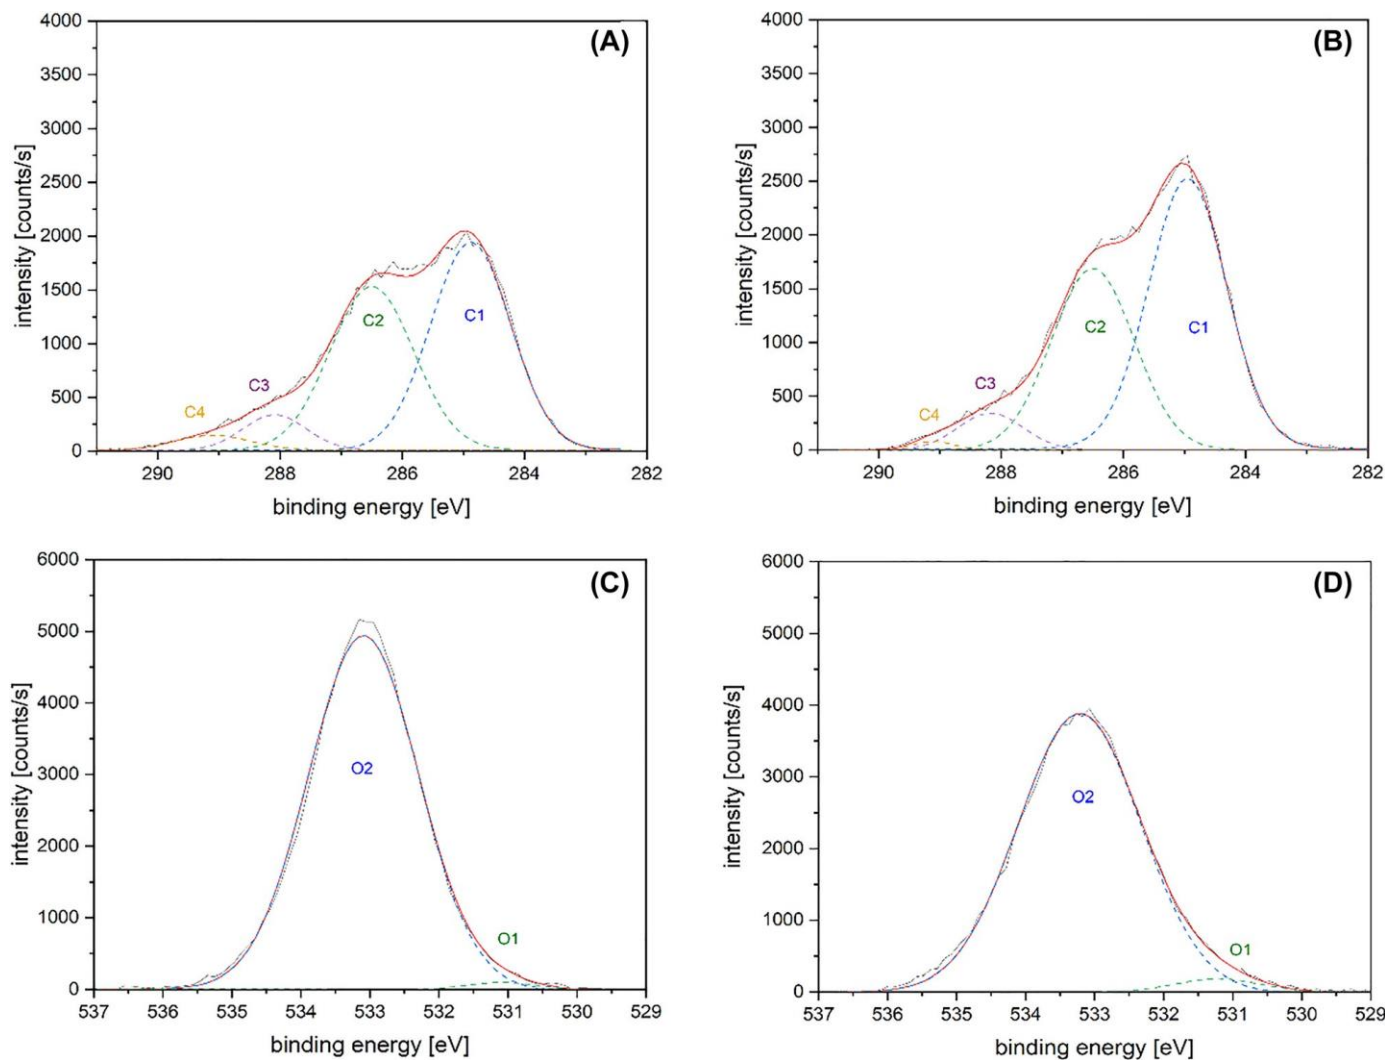 (A)
4000
3500
3000
2500
2000
1500
1000
500
0
intensity [counts/s]
C4
C3
C2
C1
290
288
286
284
282
binding energy [eV]
(B)
4000
3500
3000
2500
2000
1500
1000
500
0
intensity [counts/s]
C4
C3
C2
C1
290
288
286
284
282
binding energy [eV]
(C)
6000
5000
4000
3000
2000
1000
0
intensity [counts/s]
O2
O1
537
536
535
534
533
532
531
530
529
binding energy [eV]
(D)
6000
5000
4000
3000
2000
1000
0
intensity [counts/s]
O2
O1
537
536
535
534
533
532
531
530
529
binding energy [eV]